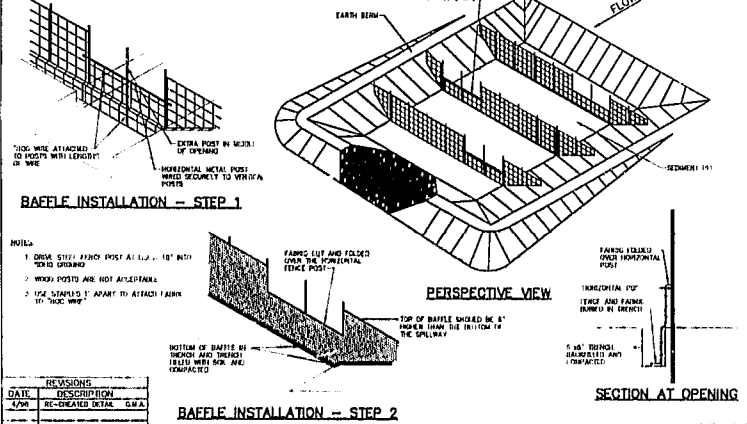 EARTH BERM
FLOW
"HOG WIRE ATTACHED
TO POSTS WITH LENGTHS
OF WIRE
EXTRA POST IN MIDDLE
OF OPENING
HORIZONTAL METAL POST
WIRED SECURELY TO VERTICAL
POSTS
SEDIMENT PIT
BAFFLE INSTALLATION - STEP 1
NOTES:
1. DRIVE STEEL FENCE POST AT LEAST 18" INTO
SOLID GROUND
2. WOOD POSTS ARE NOT ACCEPTABLE
3. USE STAPLES 1' APART TO ATTACH FABRIC
TO "HOG WIRE"
FABRIC CUT AND FOLDED
OVER THE HORIZONTAL
FENCE POST
PERSPECTIVE VIEW
TOP OF BAFFLE SHOULD BE 6"
HIGHER THAN THE BOTTOM OF
THE SPILLWAY
BOTTOM OF BAFFLE IN
TRENCH AND TRENCH
FILLED WITH SOIL AND
COMPACTED
FABRIC FOLDED
OVER HORIZONTAL
POST
HORIZONTAL POST
FENCE AND FABRIC
BURIED IN TRENCH
6"x6" TRENCH,
BACKFILLED AND
COMPACTED
SECTION AT OPENING
REVISIONS
DATE DESCRIPTION
4/96 RE-CREATED DETAIL G.M.A.
BAFFLE INSTALLATION - STEP 2